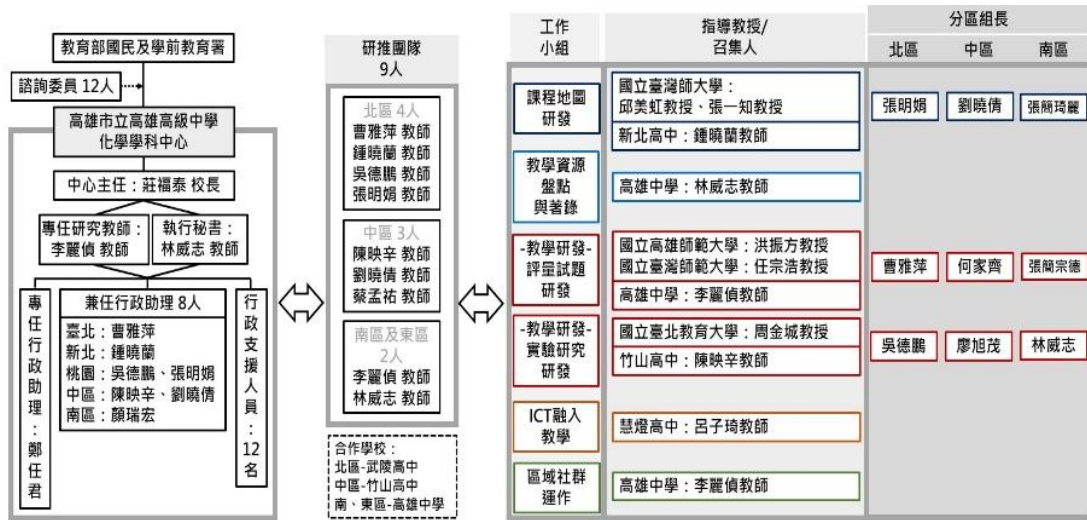 教育部國民及學前教育署
諮詢委員 12人
高雄市立高雄高級中學
化學學科中心
中心主任：莊福泰 校長
專任研究教師：
李麗偵 教師
執行秘書：
林威志 教師
專任行政助理：鄭任君
兼任行政助理 8人
臺北：曹雅萍
新北：鍾曉蘭
桃園：吳德鵬、張明娟
中區：陳映辛、劉曉倩
南區：顏瑞宏
行政支援人員：12名
研推團隊
9人
北區 4人
曹雅萍 教師
鍾曉蘭 教師
吳德鵬 教師
張明娟 教師
中區 3人
陳映辛 教師
劉曉倩 教師
蔡孟祐 教師
南區及東區
2人
李麗偵 教師
林威志 教師
合作學校：
北區-武陵高中
中區-竹山高中
南、東區-高雄中學
工作
小組
指導教授/
召集人
分區組長
北區
中區
南區
課程地圖
研發
國立臺灣師大學：
邱美虹教授、張一知教授
新北高中：鍾曉蘭教師
張明娟
劉曉倩
張簡琦麗
教學資源
盤點
與著錄
高雄中學：林威志教師
-教學研發-
評量試題
研發
國立高雄師範大學：洪振方教授
國立臺灣師範大學：任宗浩教授
高雄中學：李麗偵教師
曹雅萍
何家齊
張簡宗德
-教學研發-
實驗研究
研發
國立臺北教育大學：周金城教授
竹山高中：陳映辛教師
吳德鵬
廖旭茂
林威志
ICT融入
教學
慧燈高中：呂子琦教師
區域社群
運作
高雄中學：李麗偵教師